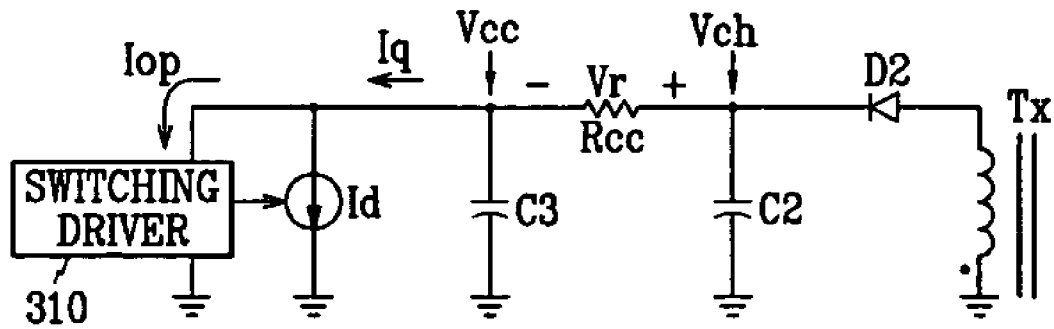 Vcc
Vch
Iop
Iq
- Vr +
D2
Tx
Rcc
SWITCHING
DRIVER
Id
C3
C2
310